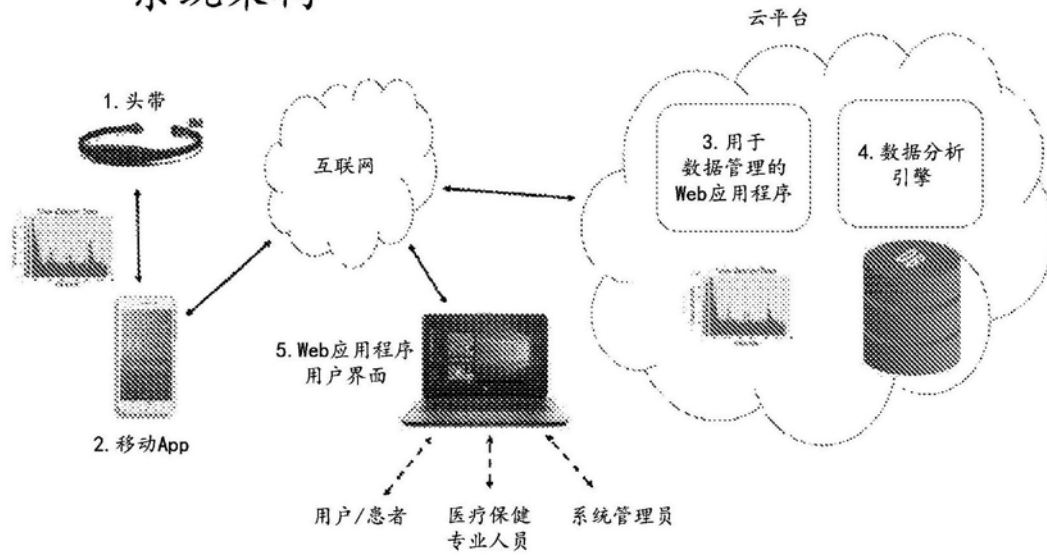 云平台
1.头带
互联网
3.用于
数据管理的
Web应用程序
4.数据分析
引擎
5.Web应用程序
用户界面
2.移动App
用户/患者
医疗保健
专业人员
系统管理员